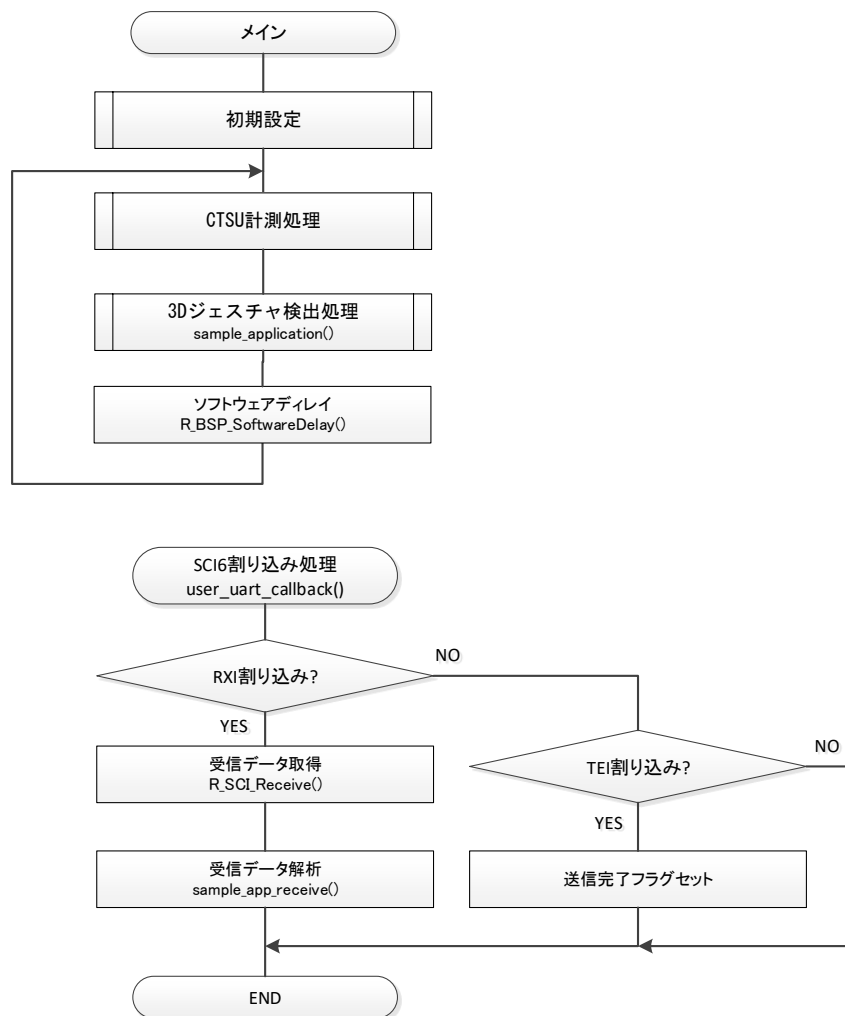 メイン
初期設定
CTSU計測処理
3Dジェスチャ検出処理
sample_application()
ソフトウェアディレイ
R_BSP_SoftwareDelay()
SCI6割り込み処理
user_uart_callback()
RXI割り込み?
NO
YES
TEI割り込み?
NO
受信データ取得
R_SCI_Receive()
YES
受信データ解析
sample_app_receive()
送信完了フラグセット
END